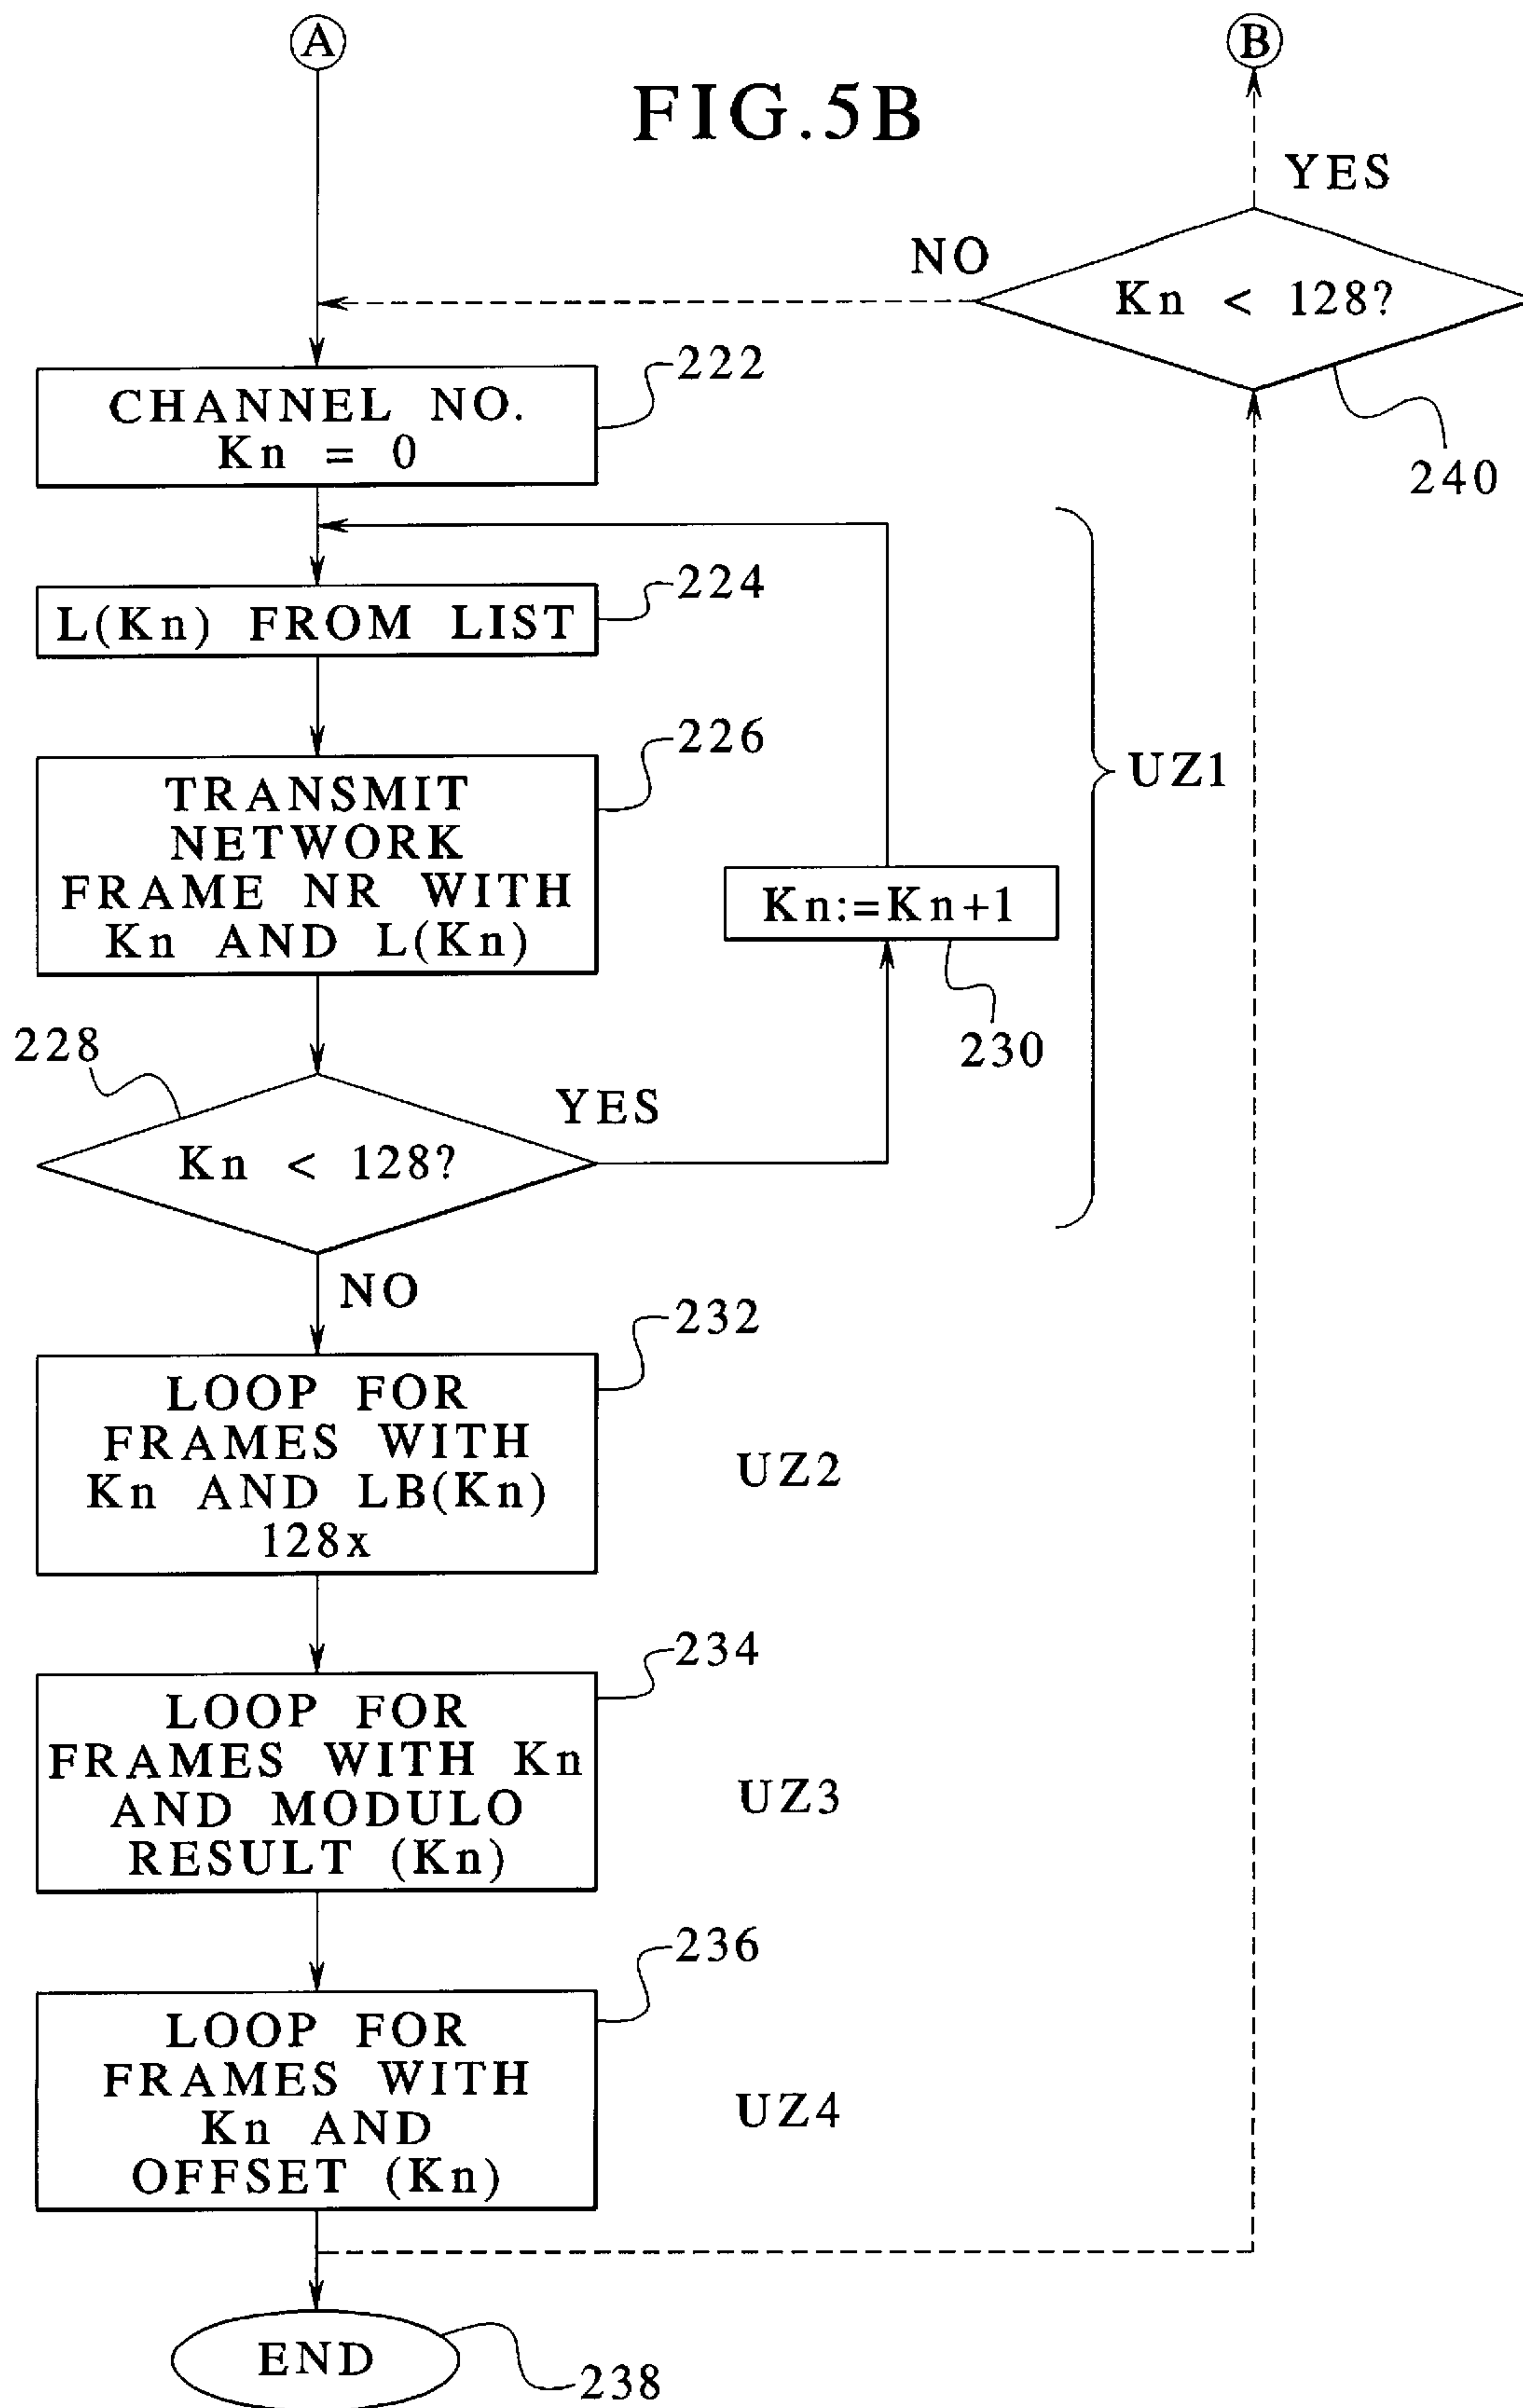 A
B
FIG.5B
YES
NO
Kn < 128?
240
222
CHANNEL NO.
Kn = 0
224
L(Kn) FROM LIST
226
TRANSMIT
NETWORK
FRAME NR WITH
Kn AND L(Kn)
UZ1
Kn:=Kn+1
230
228
YES
Kn < 128?
NO
232
LOOP FOR
FRAMES WITH
Kn AND LB(Kn)
128x
UZ2
234
LOOP FOR
FRAMES WITH Kn
AND MODULO
RESULT (Kn)
UZ3
236
LOOP FOR
FRAMES WITH
Kn AND
OFFSET (Kn)
UZ4
END
238